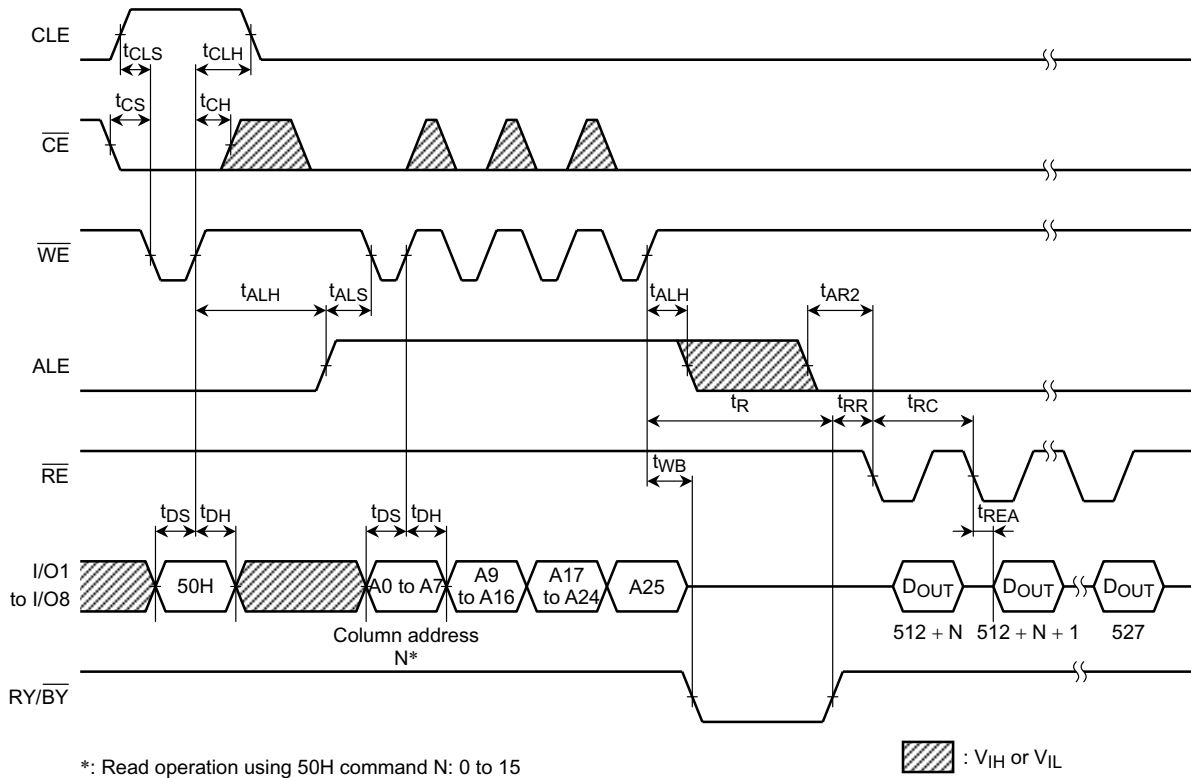 CLE
tCLS
tCLH
tCS
tCH
CE
WE
tALH
tALS
tALH
tAR2
ALE
tR
tRR
tRC
RE
tWB
tDS
tDH
tDS
tDH
tREA
I/O1
to I/O8
50H
A0 to A7
A9
to A16
A17
to A24
A25
DOUT
DOUT
DOUT
Column address
N*
512 + N
512 + N + 1
527
RY/BY
*: Read operation using 50H command N: 0 to 15
: VIH or VIL